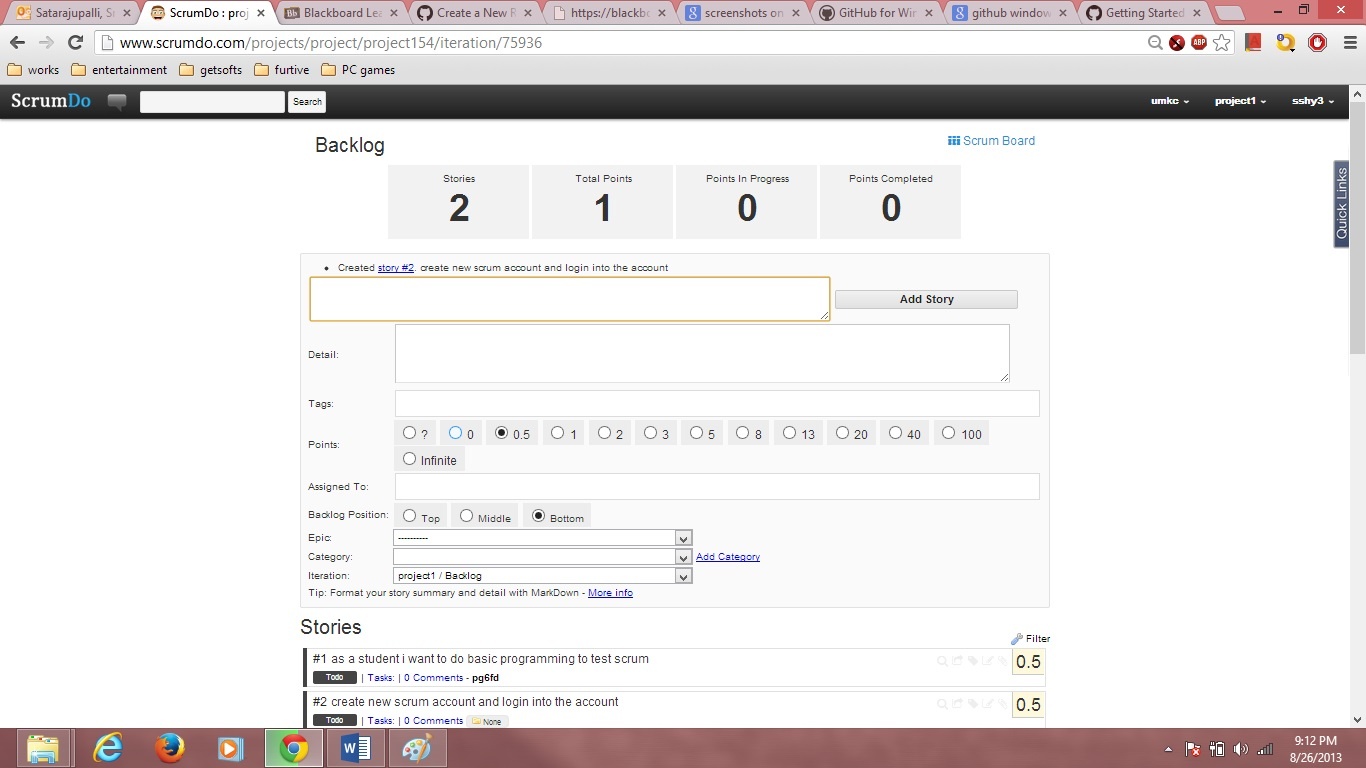 Satarajupalli, S
ScrumDo : proj
Blackboard Lea
Create a New R
https://blackbo
screenshots on
GitHub for Wir
github window
Getting Started
www.scrumdo.com/projects/project/project154/iteration/75936
ABP
works entertainment getsofts furtive PC games
ScrumDo Search umkc project1 sshy3
Backlog
Scrum Board
Quick Links
Stories Total Points Points In Progress Points Completed
2 1 0 0
Created story #2. create new scrum account and login into the account
Add Story
Detail:
Tags:
Points: ? 0 0.5 1 2 3 5 8 13 20 40 100
Infinite
Assigned To:
Backlog Position: Top Middle Bottom
Epic: ----------
Category: Add Category
Iteration: project1 / Backlog
Tip: Format your story summary and detail with MarkDown - More info
Stories
Filter
#1 as a student i want to do basic programming to test scrum 0.5
Todo | Tasks: | 0 Comments - pg6fd
#2 create new scrum account and login into the account 0.5
Todo | Tasks: | 0 Comments None
9:12 PM
8/26/2013